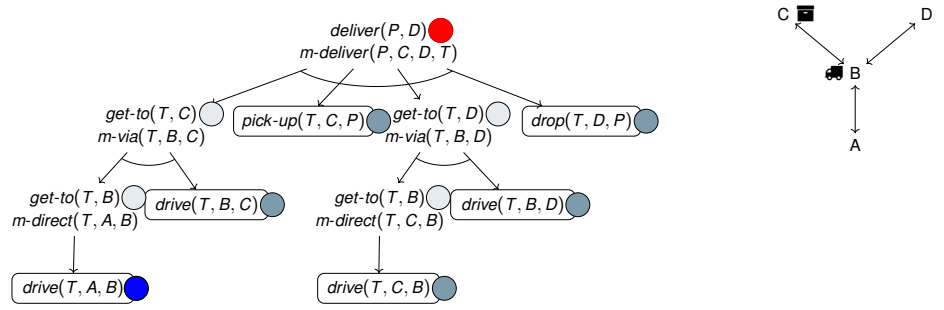 deliver(P, D)
m-deliver(P, C, D, T)
get-to(T, C)
m-via(T, B, C)
pick-up(T, C, P)
get-to(T, D)
m-via(T, B, D)
drop(T, D, P)
get-to(T, B)
m-direct(T, A, B)
drive(T, B, C)
get-to(T, B)
m-direct(T, C, B)
drive(T, B, D)
drive(T, A, B)
drive(T, C, B)
C
D
B
A